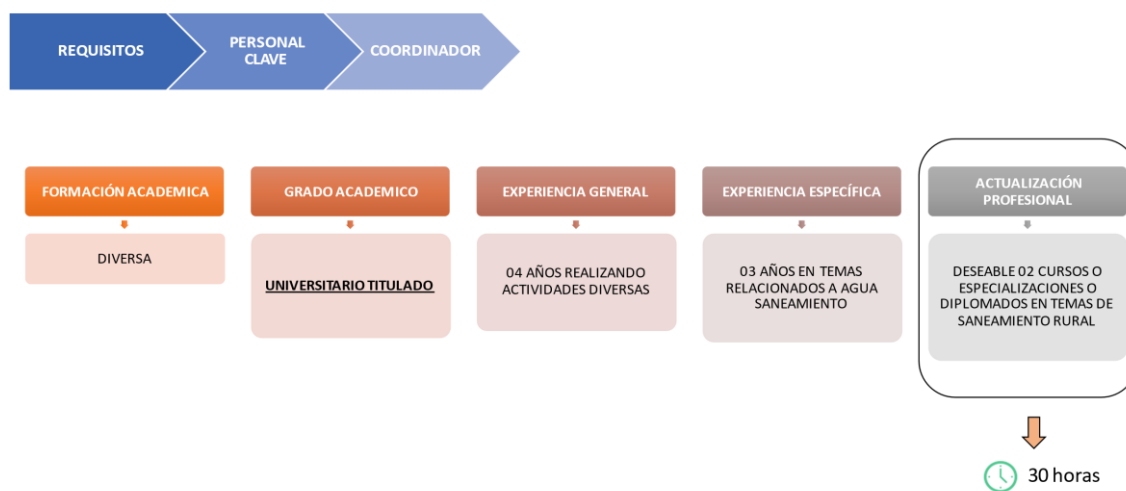 REQUISITOS
PERSONAL
CLAVE
COORDINADOR
FORMACIÓN ACADEMICA
DIVERSA
GRADO ACADEMICO
UNIVERSITARIO TITULADO
EXPERIENCIA GENERAL
04 AÑOS REALIZANDO
ACTIVIDADES DIVERSAS
EXPERIENCIA ESPECÍFICA
03 AÑOS EN TEMAS
RELACIONADOS A AGUA
SANEAMIENTO
ACTUALIZACIÓN
PROFESIONAL
DESEABLE 02 CURSOS O
ESPECIALIZACIONES O
DIPLOMADOS EN TEMAS DE
SANEAMIENTO RURAL
30 horas